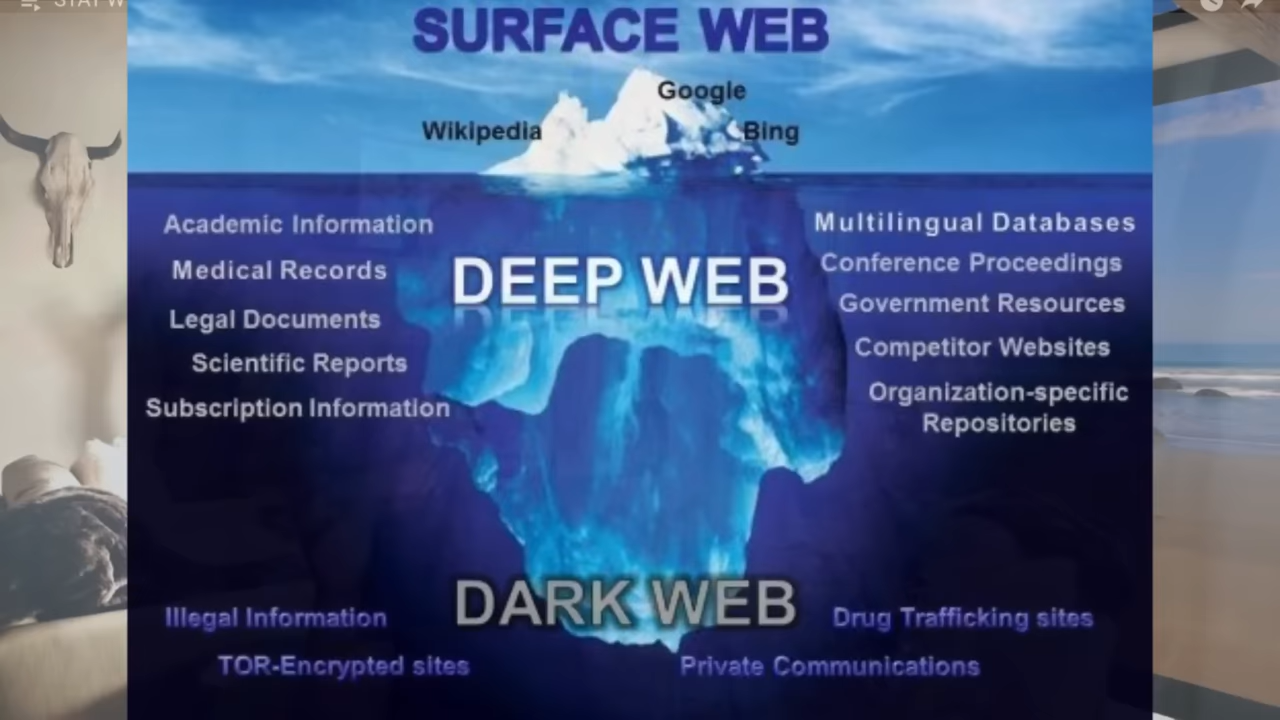 SURFACE WEB
Google
Wikipedia
Bing
Academic Information
Multilingual Databases
Medical Records
DEEP WEB
Conference Proceedings
Legal Documents
Government Resources
Scientific Reports
Competitor Websites
Subscription Information
Organization-specific
Repositories
DARK WEB
Illegal Information
Drug Trafficking sites
TOR-Encrypted sites
Private Communications